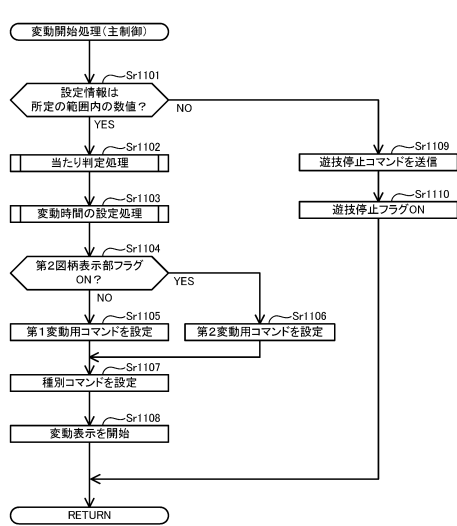 変動開始処理(主制御)
Sr1101
設定情報は
所定の範囲内の数値?
NO
YES
Sr1102
当たり判定処理
Sr1103
変動時間の設定処理
Sr1104
第2図柄表示部フラグ
ON?
YES
NO
Sr1105
第1変動用コマンドを設定
Sr1106
第2変動用コマンドを設定
Sr1107
種別コマンドを設定
Sr1108
変動表示を開始
Sr1109
遊技停止コマンドを送信
Sr1110
遊技停止フラグON
RETURN